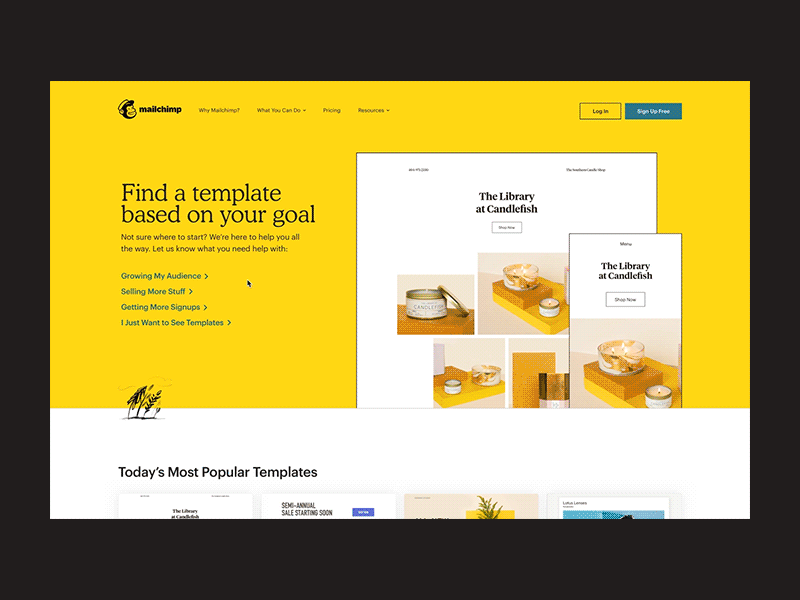 mailchimp
Why Mailchimp?
What You Can Do
Pricing
Resources
Log In
Sign Up Free
Find a template
based on your goal
Not sure where to start? We're here to help you all
the way. Let us know what you need help with:
Growing My Audience
Selling More Stuff
Getting More Signups
I Just Want to See Templates
The Southern Candle Shop
The Library
at Candlefish
Shop Now
CANDLEFISH
Menu
The Library
at Candlefish
Shop Now
Today's Most Popular Templates
The Library
at Candlefish
SEMI-ANNUAL
SALE STARTING SOON
Lotus Lenses